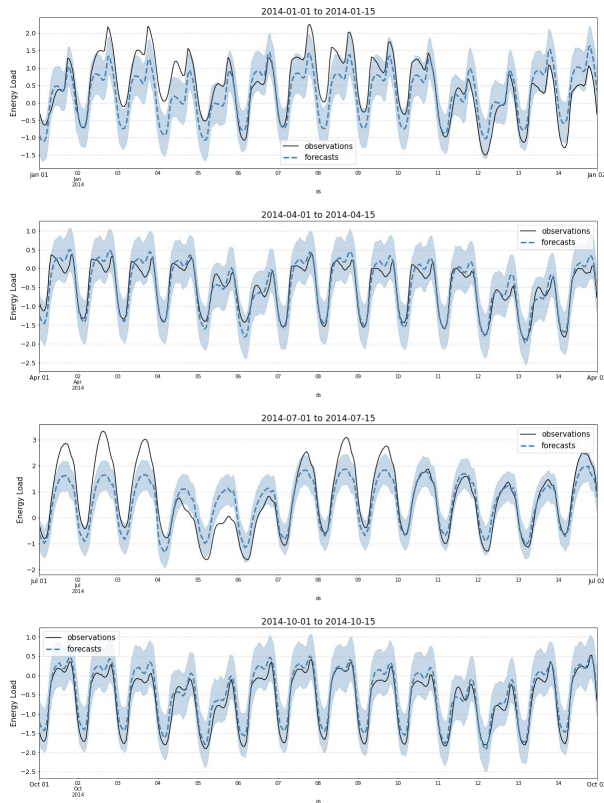 2014-01-01 to 2014-01-15
Energy Load
2.0
1.5
1.0
0.5
0.0
−0.5
−1.0
−1.5
observations
forecasts
Jan 01 02 03 04 05 06 07 08 09 10 11 12 13 14 Jan 02
Jan
2014
ds
2014-04-01 to 2014-04-15
Energy Load
1.0
0.5
0.0
−0.5
−1.0
−1.5
−2.0
−2.5
observations
forecasts
Apr 01 02 03 04 05 06 07 08 09 10 11 12 13 14
Apr
2014
ds
2014-07-01 to 2014-07-15
Energy Load
3
2
1
0
−1
−2
observations
forecasts
Jul 01 02 03 04 05 06 07 08 09 10 11 12 13 14 Jul 02
Jul
2014
ds
2014-10-01 to 2014-10-15
Energy Load
1.0
0.5
0.0
−0.5
−1.0
−1.5
−2.0
−2.5
observations
forecasts
Oct 01 02 03 04 05 06 07 08 09 10 11 12 13 14
Oct
2014
ds